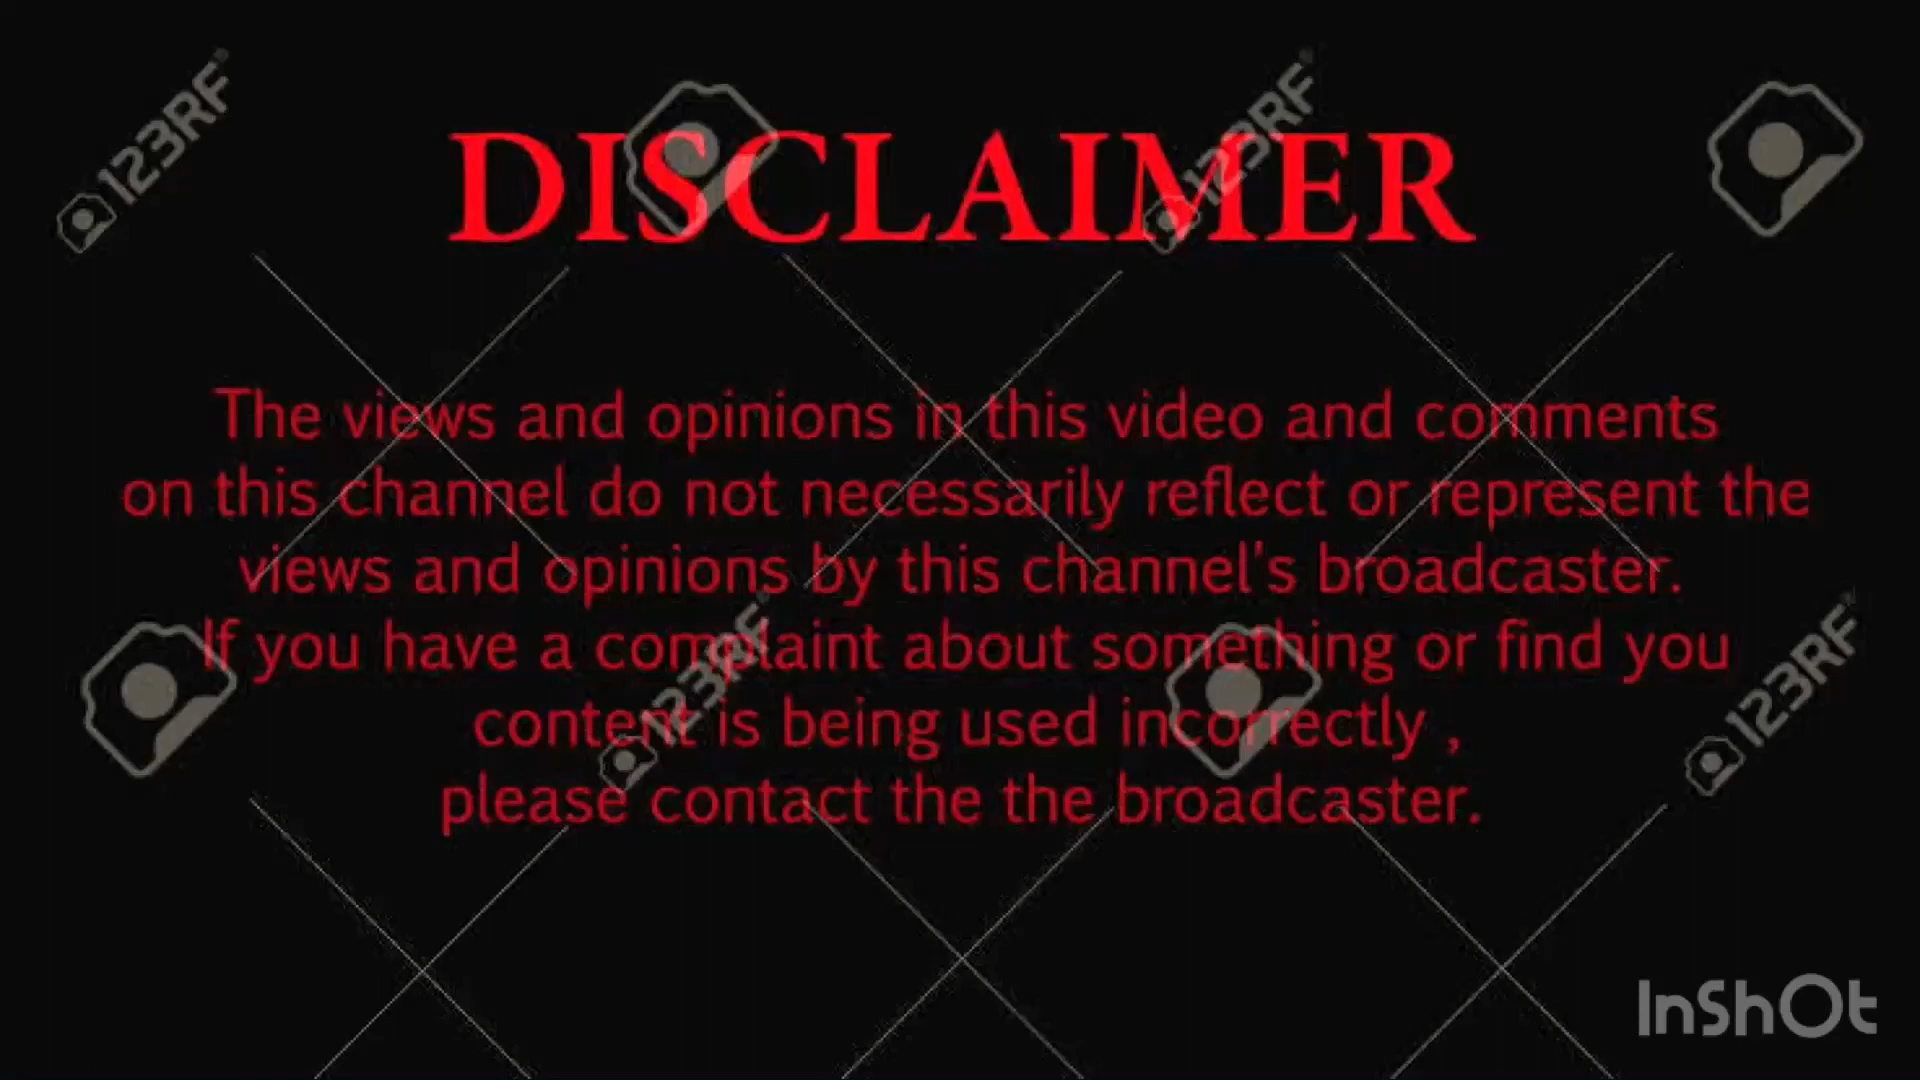 123RF
123RF
DISCLAIMER
The views and opinions in this video and comments
on this channel do not necessarily reflect or represent the
views and opinions by this channel's broadcaster.
If you have a complaint about something or find you
content is being used incorrectly ,
please contact the the broadcaster.
123RF
123RF
InShOt